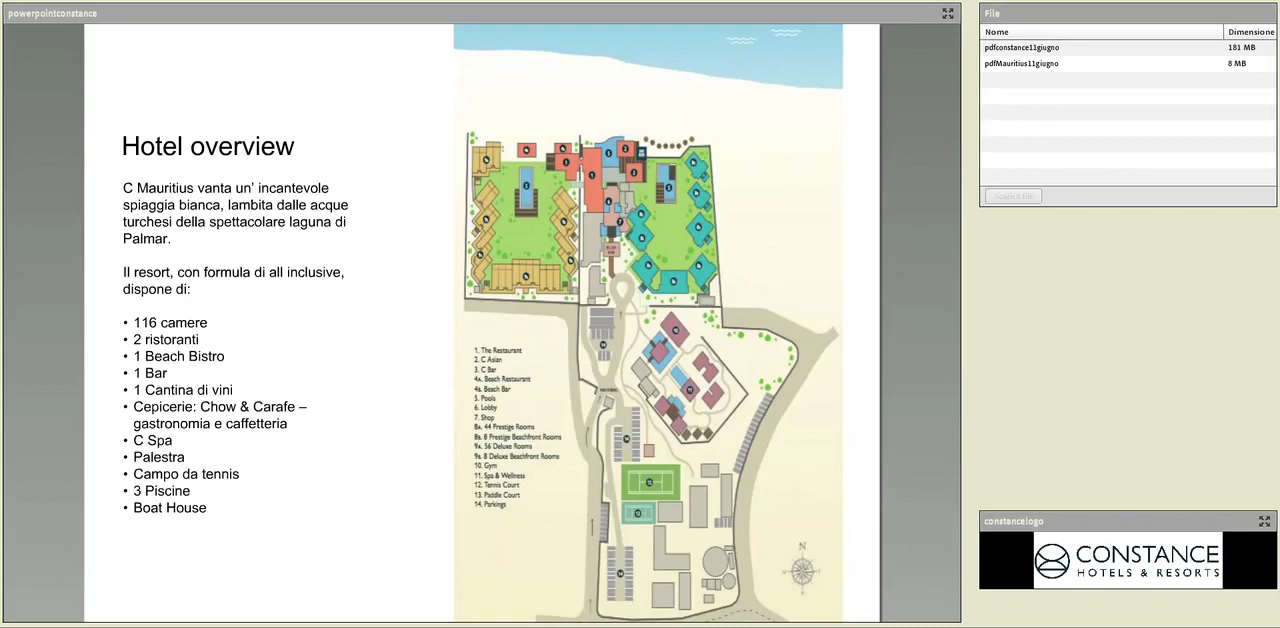 powerpointconstance
Hotel overview
C Mauritius vanta un' incantevole
spiaggia bianca, lambita dalle acque
turchesi della spettacolare laguna di
Palmar.
Il resort, con formula di all inclusive,
dispone di:
• 116 camere
• 2 ristoranti
• 1 Beach Bistro
• 1 Bar
• 1 Cantina di vini
• Cepicerie: Chow & Carafe –
gastronomia e caffetteria
• C Spa
• Palestra
• Campo da tennis
• 3 Piscine
• Boat House
1. The Restaurant
2. C Asian
3. C Bar
4A. Beach Restaurant
4B. Beach Bar
5. Pools
6. Lobby
7. Shop
8A. 44 Prestige Rooms
8B. 8 Prestige Beachfront Rooms
9A. 56 Deluxe Rooms
9B. 8 Deluxe Beachfront Rooms
10. Gym
11. Spa & Wellness
12. Tennis Court
13. Paddle Court
14. Parkings
N
File
Nome Dimensione
pdfconstance11giugno 181 MB
pdfMauritius11giugno 8 MB
Scarica file
constancelogo
CONSTANCE
HOTELS & RESORTS